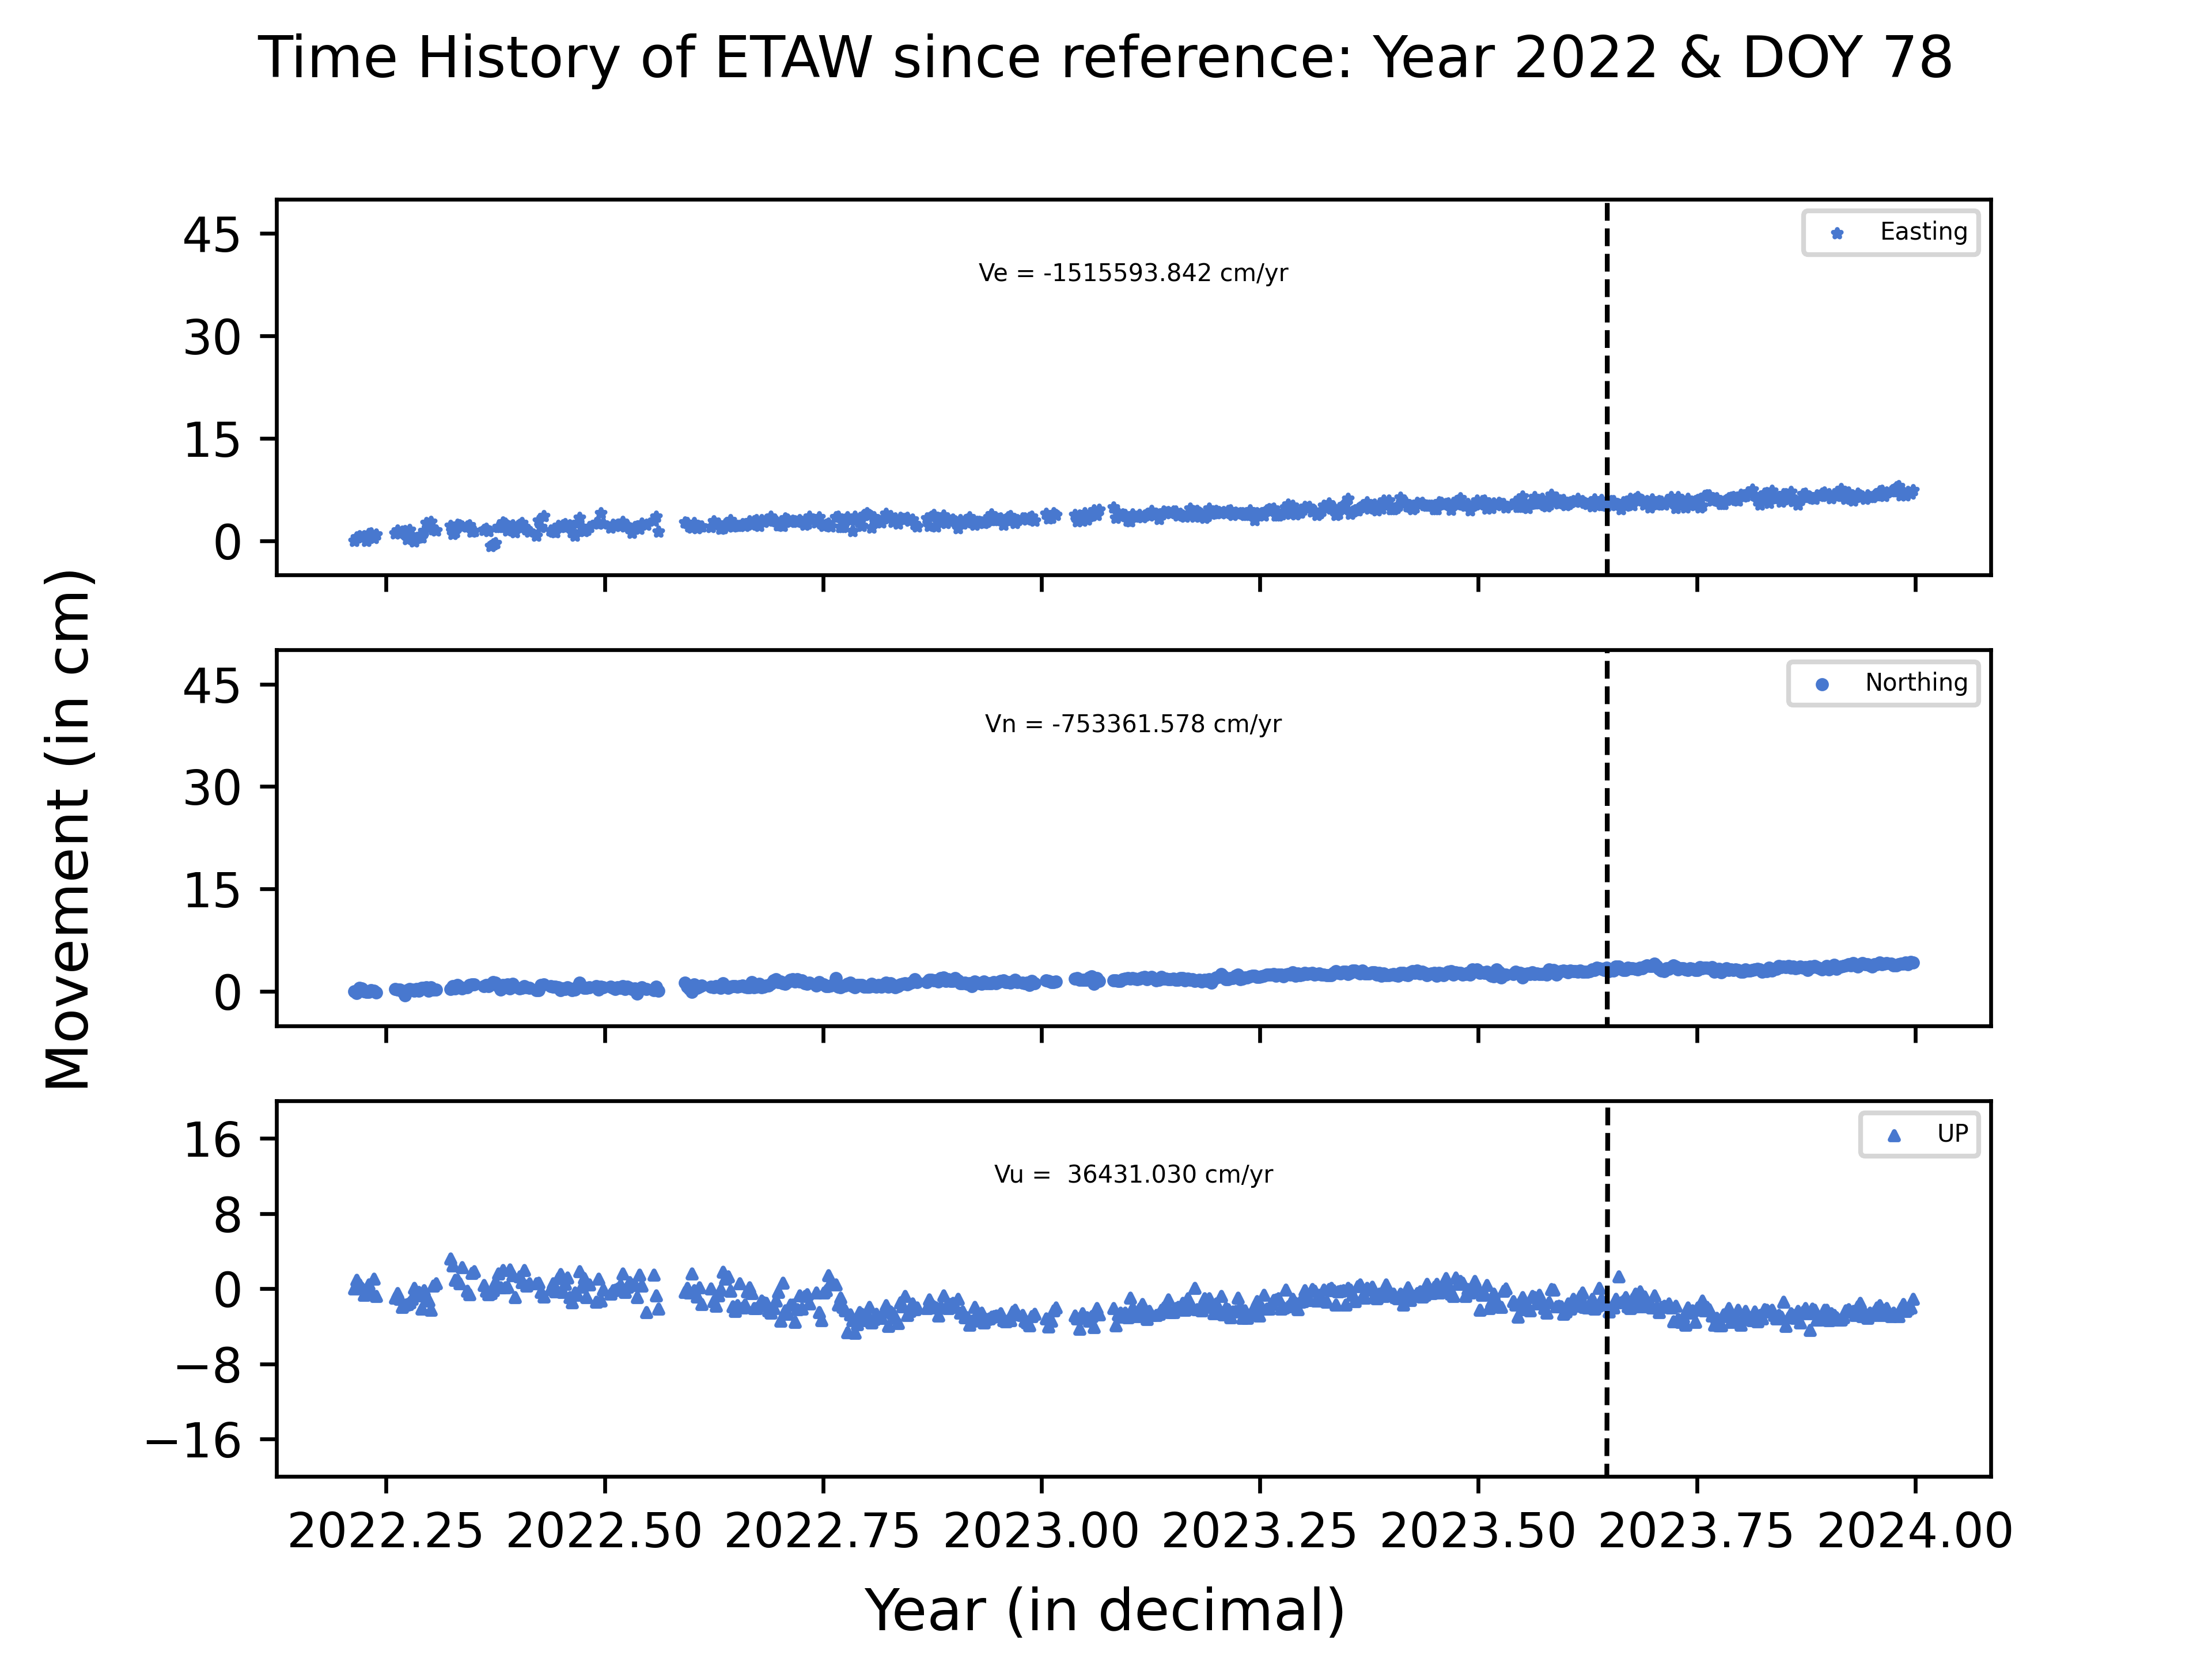 Time History of ETAW since reference: Year 2022 & DOY 78
45
30
15
0
Ve = -1515593.842 cm/yr
Easting
Movement (in cm)
45
30
15
0
Vn = -753361.578 cm/yr
Northing
16
8
0
−8
−16
Vu =  36431.030 cm/yr
UP
2022.25 2022.50 2022.75 2023.00 2023.25 2023.50 2023.75 2024.00
Year (in decimal)